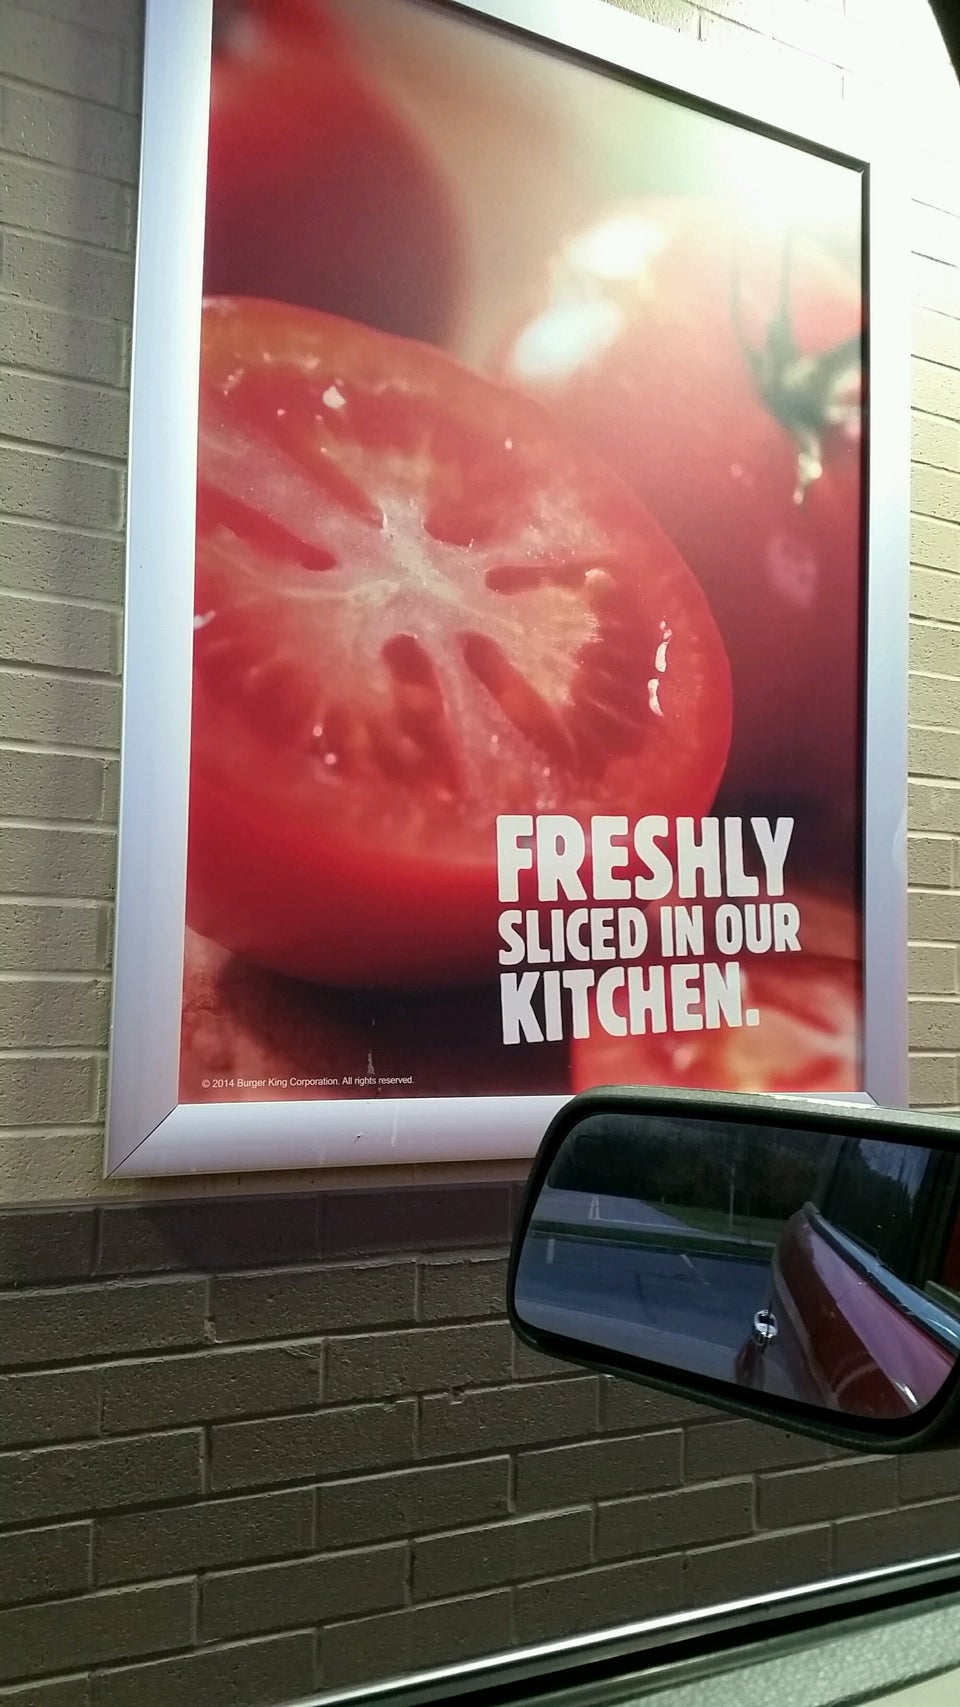 FRESHLY
SLICED IN OUR
KITCHEN.
© 2014 Burger King Corporation. All rights reserved.